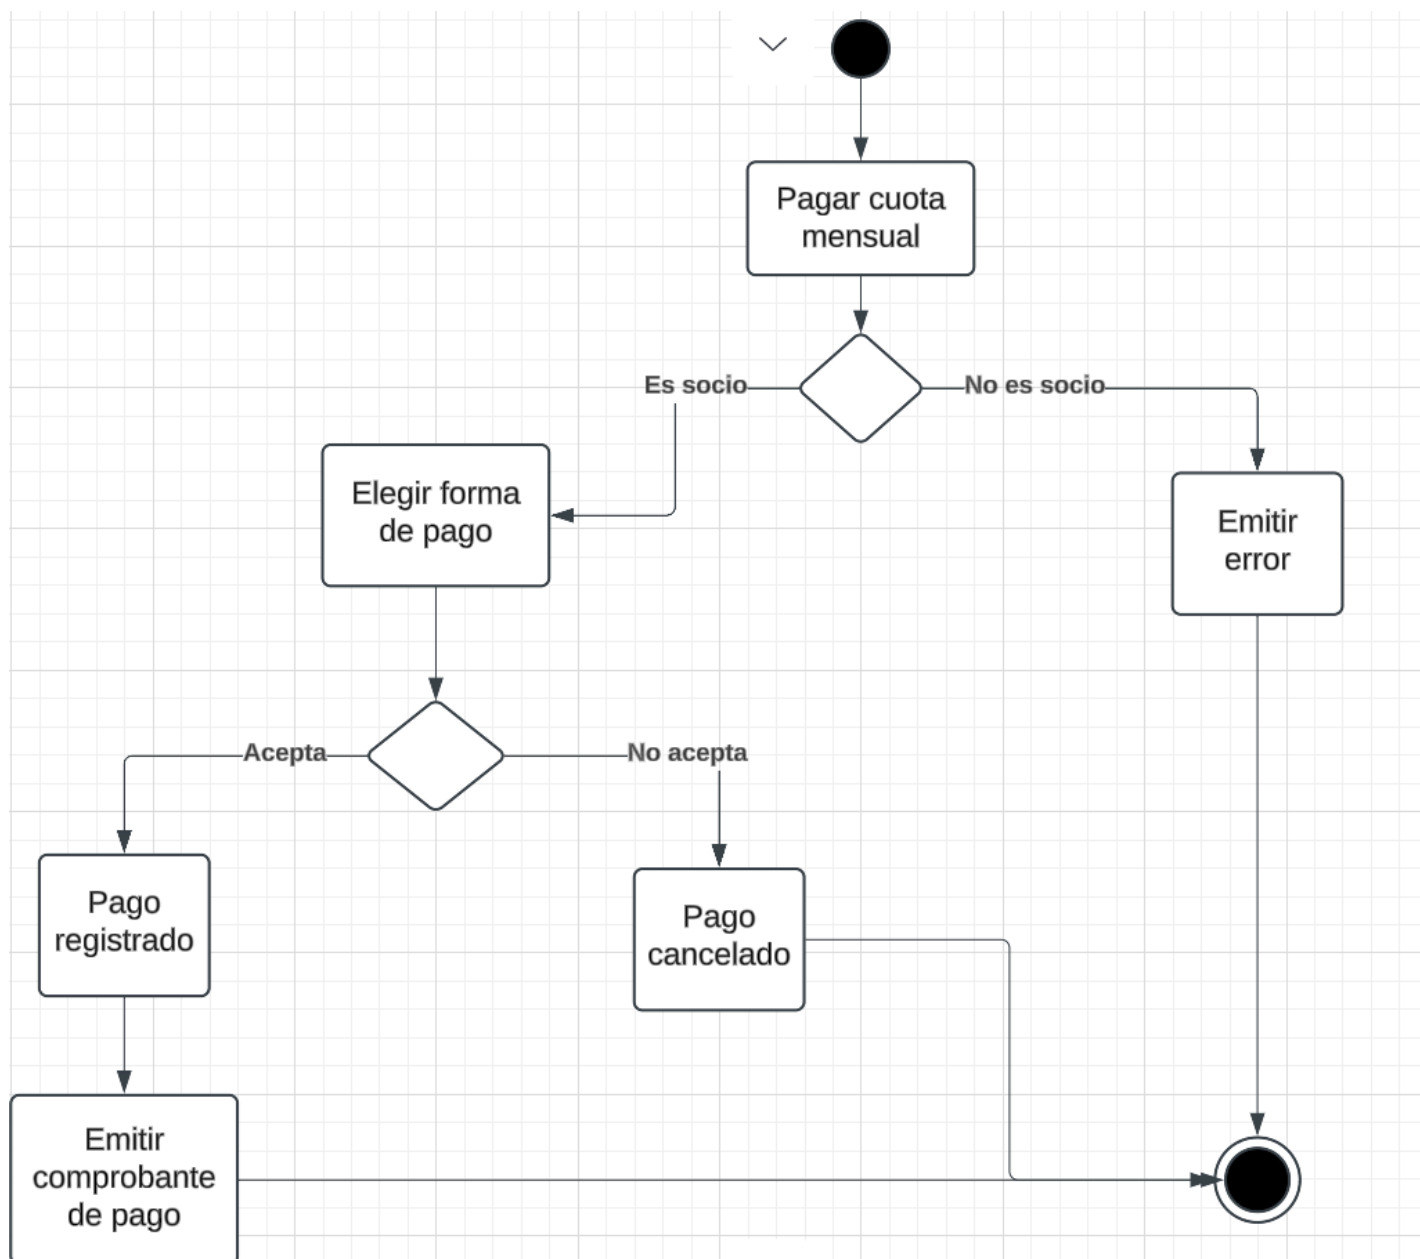 Pagar cuota
mensual
Es socio
No es socio
Elegir forma
de pago
Emitir
error
Acepta
No acepta
Pago
registrado
Pago
cancelado
Emitir
comprobante
de pago